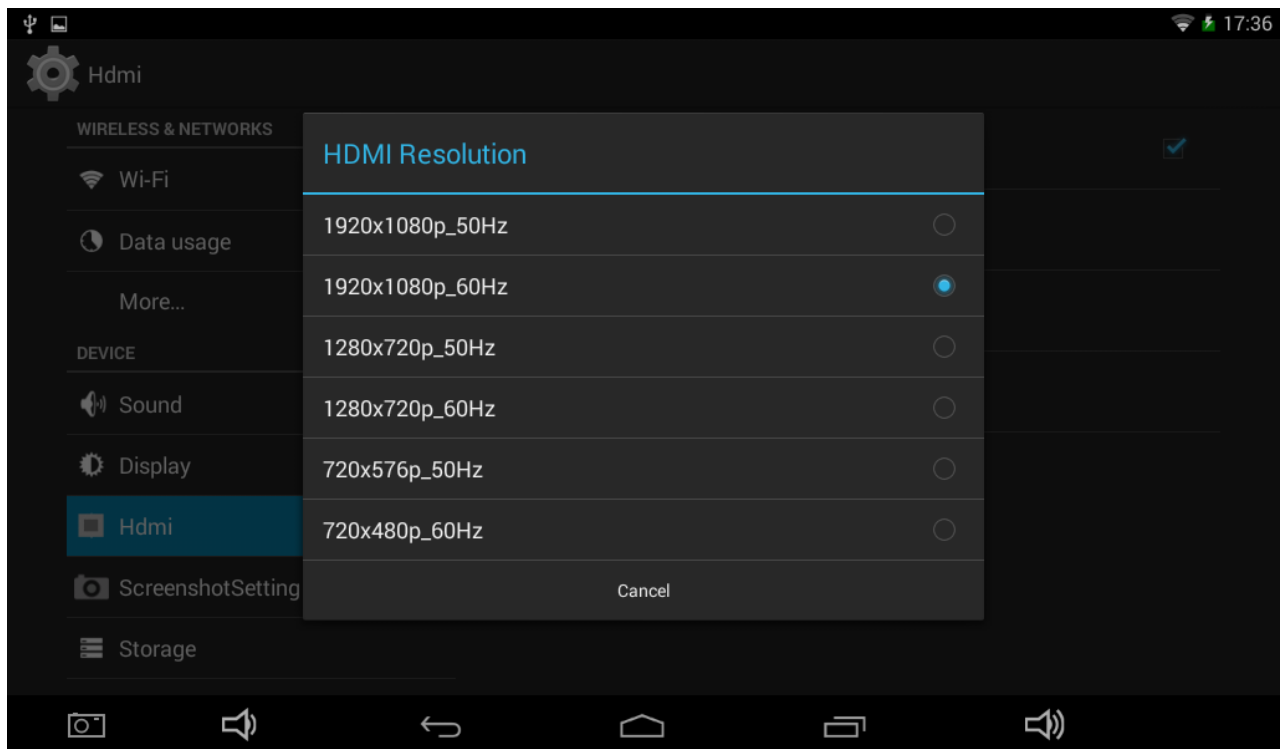 17:36
Hdmi
WIRELESS & NETWORKS
Wi-Fi
Data usage
More...
DEVICE
Sound
Display
Hdmi
ScreenshotSetting
Storage
HDMI Resolution
1920x1080p_50Hz
1920x1080p_60Hz
1280x720p_50Hz
1280x720p_60Hz
720x576p_50Hz
720x480p_60Hz
Cancel